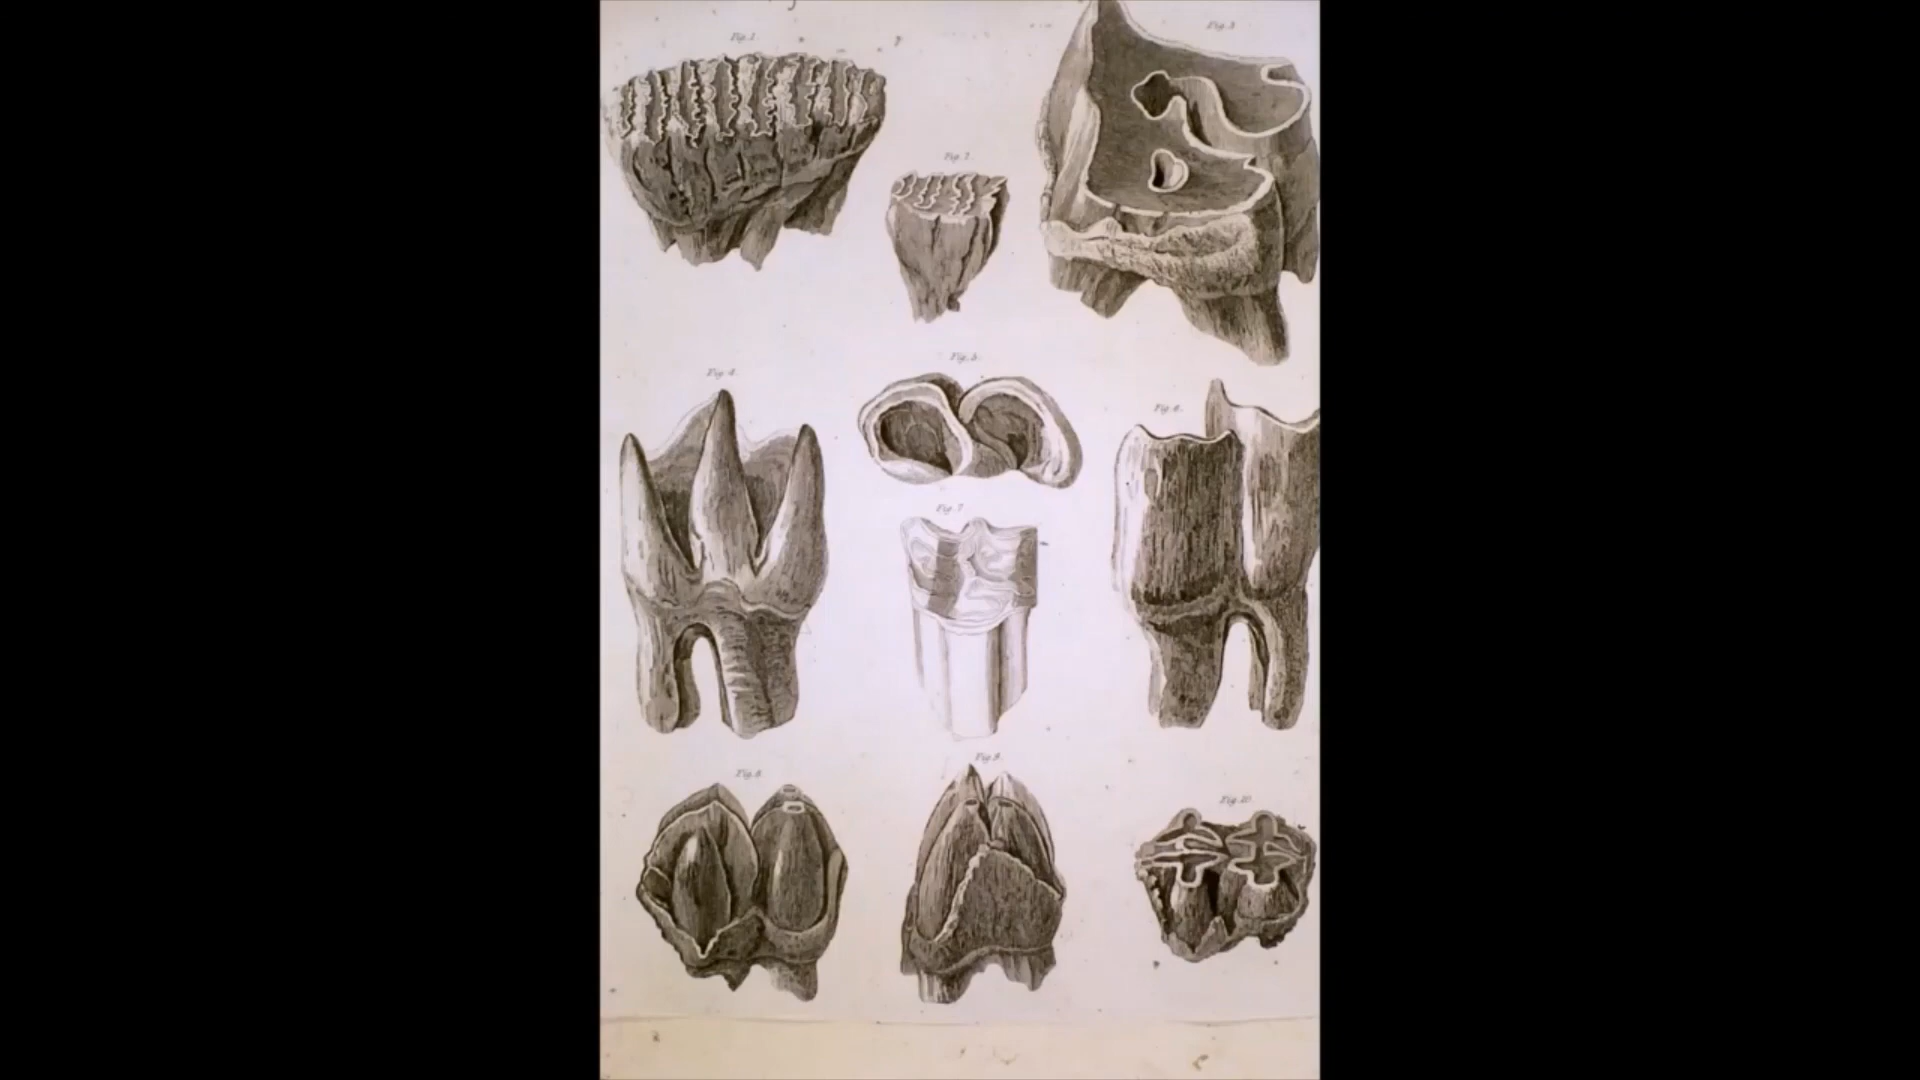 Fig. 1.
Fig. 2.
Fig. 3
Fig. 4.
Fig. 5.
Fig. 6.
Fig. 7
Fig. 8.
Fig. 9.
Fig. 10.